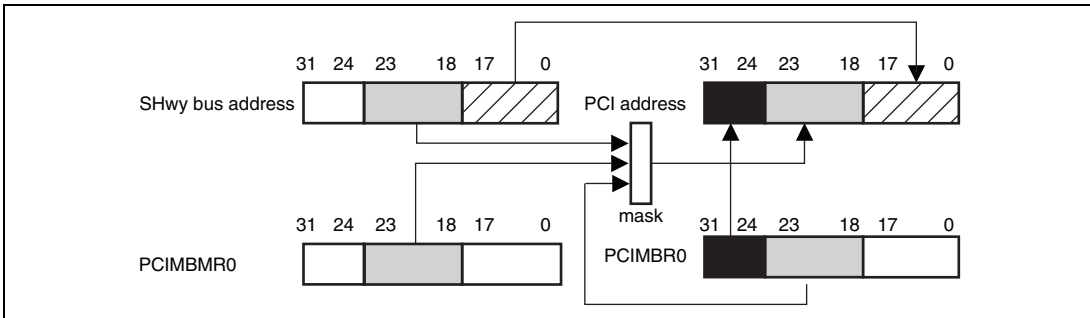 31 24 23 18 17 0
31 24 23 18 17 0
SHwy bus address
PCI address
mask
31 24 23 18 17 0
31 24 23 18 17 0
PCIMBMR0
PCIMBR0